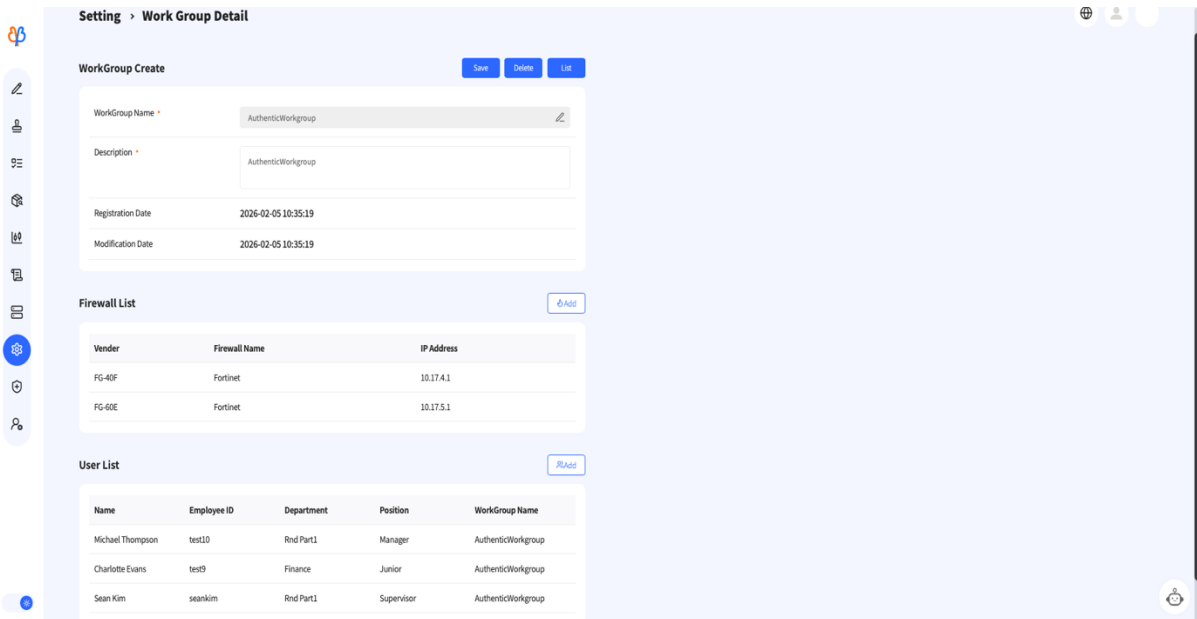 Setting > Work Group Detail
WorkGroup Create
Save Delete List
WorkGroup Name * AuthenticWorkgroup
Description * AuthenticWorkgroup
Registration Date 2026-02-05 10:35:19
Modification Date 2026-02-05 10:35:19
Firewall List Add
Vender Firewall Name IP Address
FG-40F Fortinet 10.17.4.1
FG-60E Fortinet 10.17.5.1
User List Add
Name Employee ID Department Position WorkGroup Name
Michael Thompson test10 Rnd Part1 Manager AuthenticWorkgroup
Charlotte Evans test9 Finance Junior AuthenticWorkgroup
Sean Kim seankim Rnd Part1 Supervisor AuthenticWorkgroup